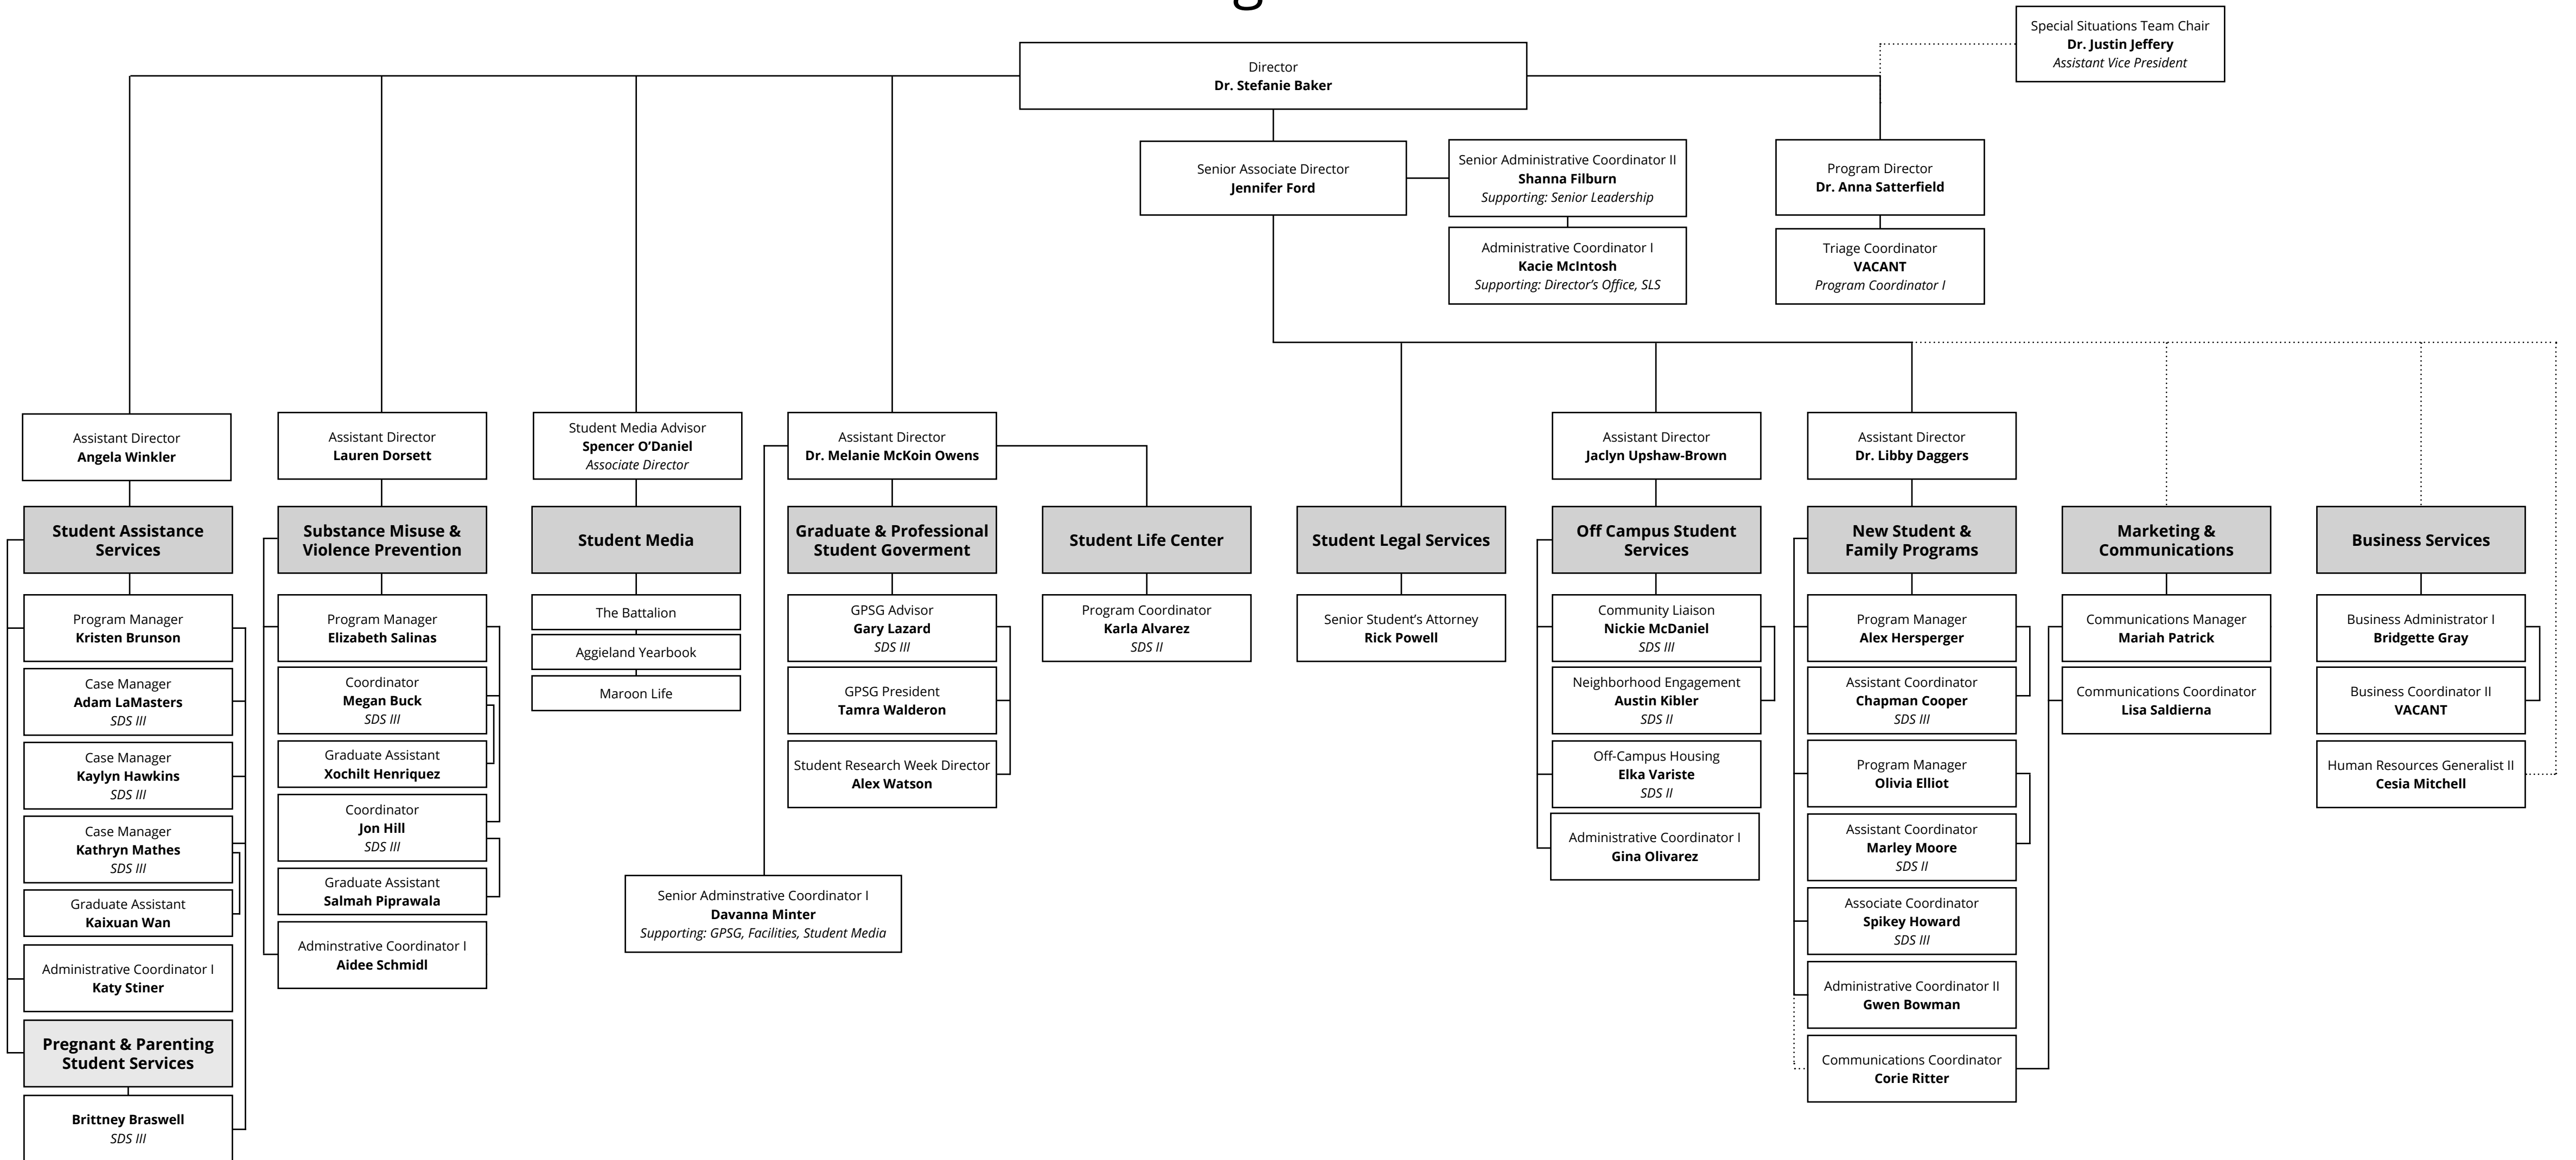 Special Situations Team Chair
Dr. Justin Jeffery
Assistant Vice President
Director
Dr. Stefanie Baker
Senior Associate Director
Jennifer Ford
Senior Administrative Coordinator II
Shanna Filburn
Supporting: Senior Leadership
Administrative Coordinator I
Kacie McIntosh
Supporting: Director’s Office, SLS
Program Director
Dr. Anna Satterfield
Triage Coordinator
VACANT
Program Coordinator I
Assistant Director
Angela Winkler
Student Assistance
Services
Program Manager
Kristen Brunson
Case Manager
Adam LaMasters
SDS III
Case Manager
Kaylyn Hawkins
SDS III
Case Manager
Kathryn Mathes
SDS III
Graduate Assistant
Kaixuan Wan
Administrative Coordinator I
Katy Stiner
Pregnant & Parenting
Student Services
Brittney Braswell
SDS III
Assistant Director
Lauren Dorsett
Substance Misuse &
Violence Prevention
Program Manager
Elizabeth Salinas
Coordinator
Megan Buck
SDS III
Graduate Assistant
Xochilt Henriquez
Coordinator
Jon Hill
SDS III
Graduate Assistant
Salmah Piprawala
Adminstrative Coordinator I
Aidee Schmidl
Student Media Advisor
Spencer O’Daniel
Associate Director
Student Media
The Battalion
Aggieland Yearbook
Maroon Life
Assistant Director
Dr. Melanie McKoin Owens
Graduate & Professional
Student Goverment
GPSG Advisor
Gary Lazard
SDS III
GPSG President
Tamra Walderon
Student Research Week Director
Alex Watson
Senior Adminstrative Coordinator I
Davanna Minter
Supporting: GPSG, Facilities, Student Media
Student Life Center
Program Coordinator
Karla Alvarez
SDS II
Student Legal Services
Senior Student’s Attorney
Rick Powell
Assistant Director
Jaclyn Upshaw-Brown
Off Campus Student
Services
Community Liaison
Nickie McDaniel
SDS III
Neighborhood Engagement
Austin Kibler
SDS II
Off-Campus Housing
Elka Variste
SDS II
Administrative Coordinator I
Gina Olivarez
Assistant Director
Dr. Libby Daggers
New Student &
Family Programs
Program Manager
Alex Hersperger
Assistant Coordinator
Chapman Cooper
SDS III
Program Manager
Olivia Elliot
Assistant Coordinator
Marley Moore
SDS II
Associate Coordinator
Spikey Howard
SDS III
Administrative Coordinator II
Gwen Bowman
Communications Coordinator
Corie Ritter
Marketing &
Communications
Communications Manager
Mariah Patrick
Communications Coordinator
Lisa Saldierna
Business Services
Business Administrator I
Bridgette Gray
Business Coordinator II
VACANT
Human Resources Generalist II
Cesia Mitchell